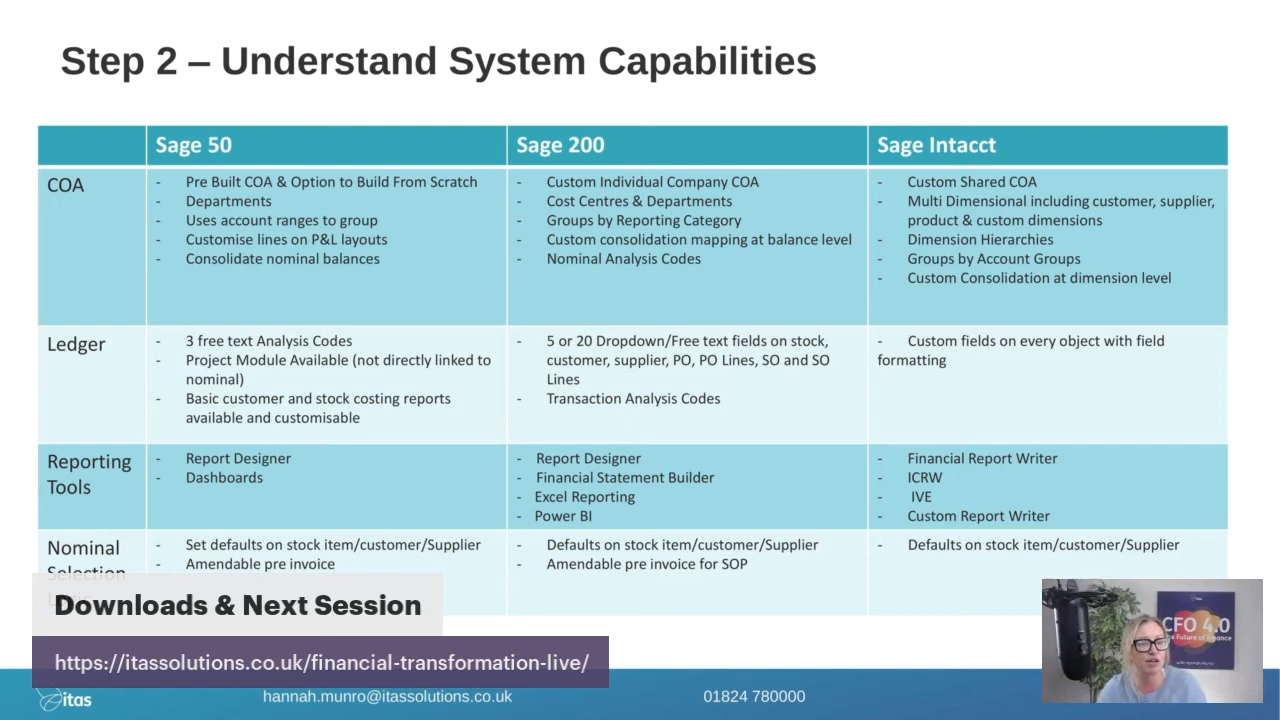 Step 2 – Understand System Capabilities
Sage 50
Sage 200
Sage Intacct
COA
- Pre Built COA & Option to Build From Scratch
- Departments
- Uses account ranges to group
- Customise lines on P&L layouts
- Consolidate nominal balances
- Custom Individual Company COA
- Cost Centres & Departments
- Groups by Reporting Category
- Custom consolidation mapping at balance level
- Nominal Analysis Codes
- Custom Shared COA
- Multi Dimensional including customer, supplier,
product & custom dimensions
- Dimension Hierarchies
- Groups by Account Groups
- Custom Consolidation at dimension level
Ledger
- 3 free text Analysis Codes
- Project Module Available (not directly linked to
nominal)
- Basic customer and stock costing reports
available and customisable
- 5 or 20 Dropdown/Free text fields on stock,
customer, supplier, PO, PO Lines, SO and SO
Lines
- Transaction Analysis Codes
- Custom fields on every object with field
formatting
Reporting
Tools
- Report Designer
- Dashboards
- Report Designer
- Financial Statement Builder
- Excel Reporting
- Power BI
- Financial Report Writer
- ICRW
- IVE
- Custom Report Writer
Nominal
Selection
- Set defaults on stock item/customer/Supplier
- Amendable pre invoice
- Defaults on stock item/customer/Supplier
- Amendable pre invoice for SOP
- Defaults on stock item/customer/Supplier
Downloads & Next Session
https://itassolutions.co.uk/financial-transformation-live/
CFO 4.0
The Future of Finance
with Hannah Munro
itas
hannah.munro@itassolutions.co.uk
01824 780000